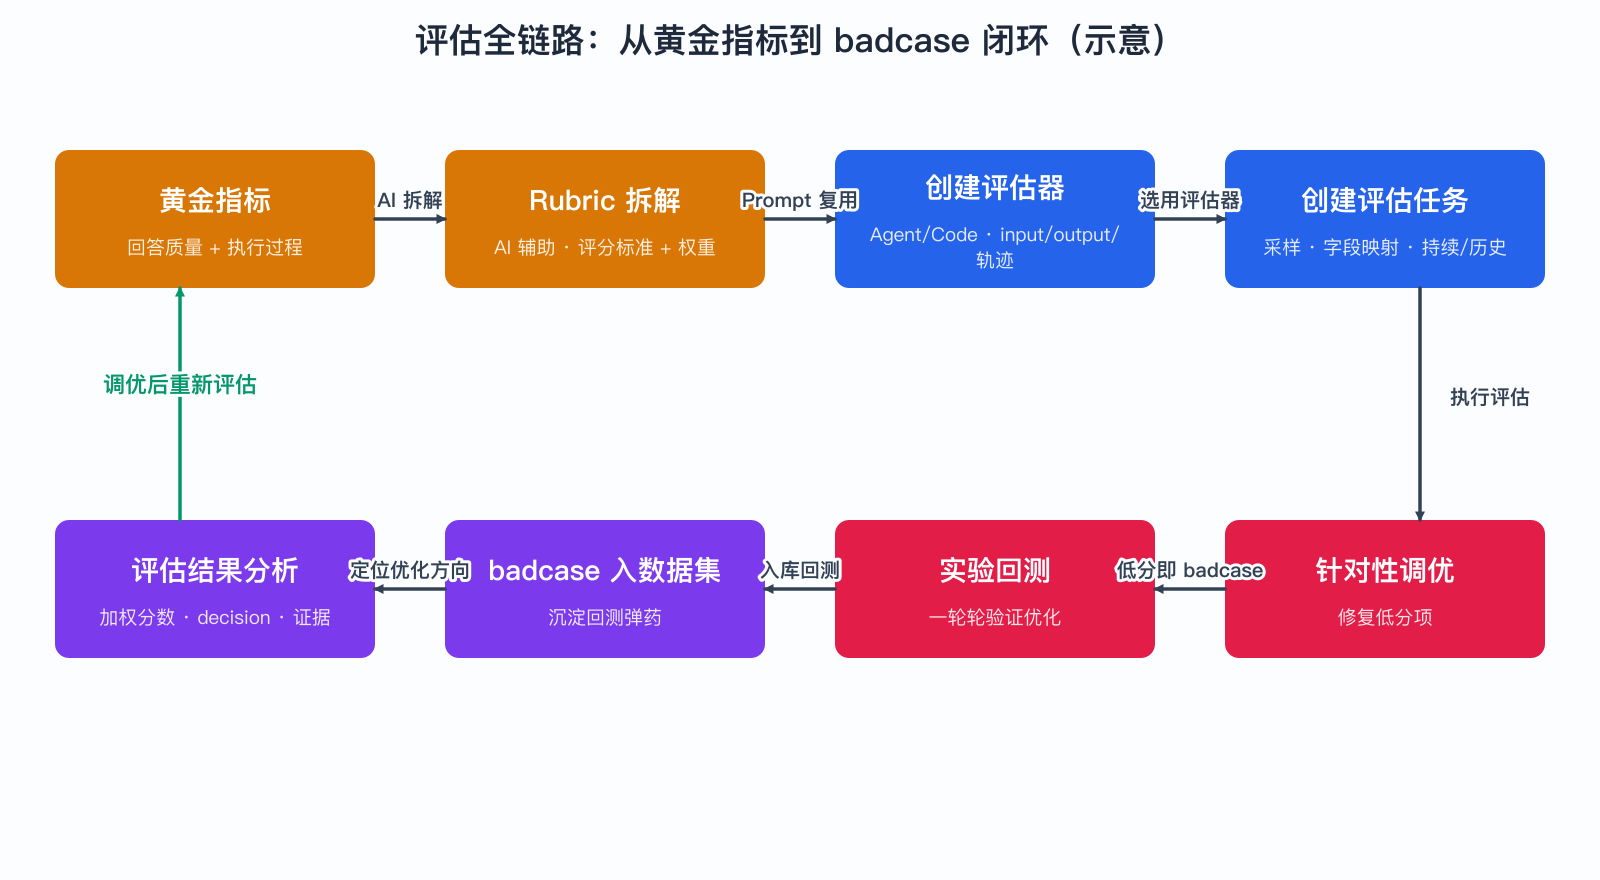 评估全链路：从黄金指标到 badcase 闭环（示意）
黄金指标
回答质量 + 执行过程
AI 拆解
Rubric 拆解
AI 辅助 · 评分标准 + 权重
Prompt 复用
创建评估器
Agent/Code · input/output/
轨迹
选用评估器
创建评估任务
采样 · 字段映射 · 持续/历史
调优后重新评估
执行评估
评估结果分析
加权分数 · decision · 证据
定位优化方向
badcase 入数据集
沉淀回测弹药
入库回测
实验回测
一轮轮验证优化
低分即 badcase
针对性调优
修复低分项